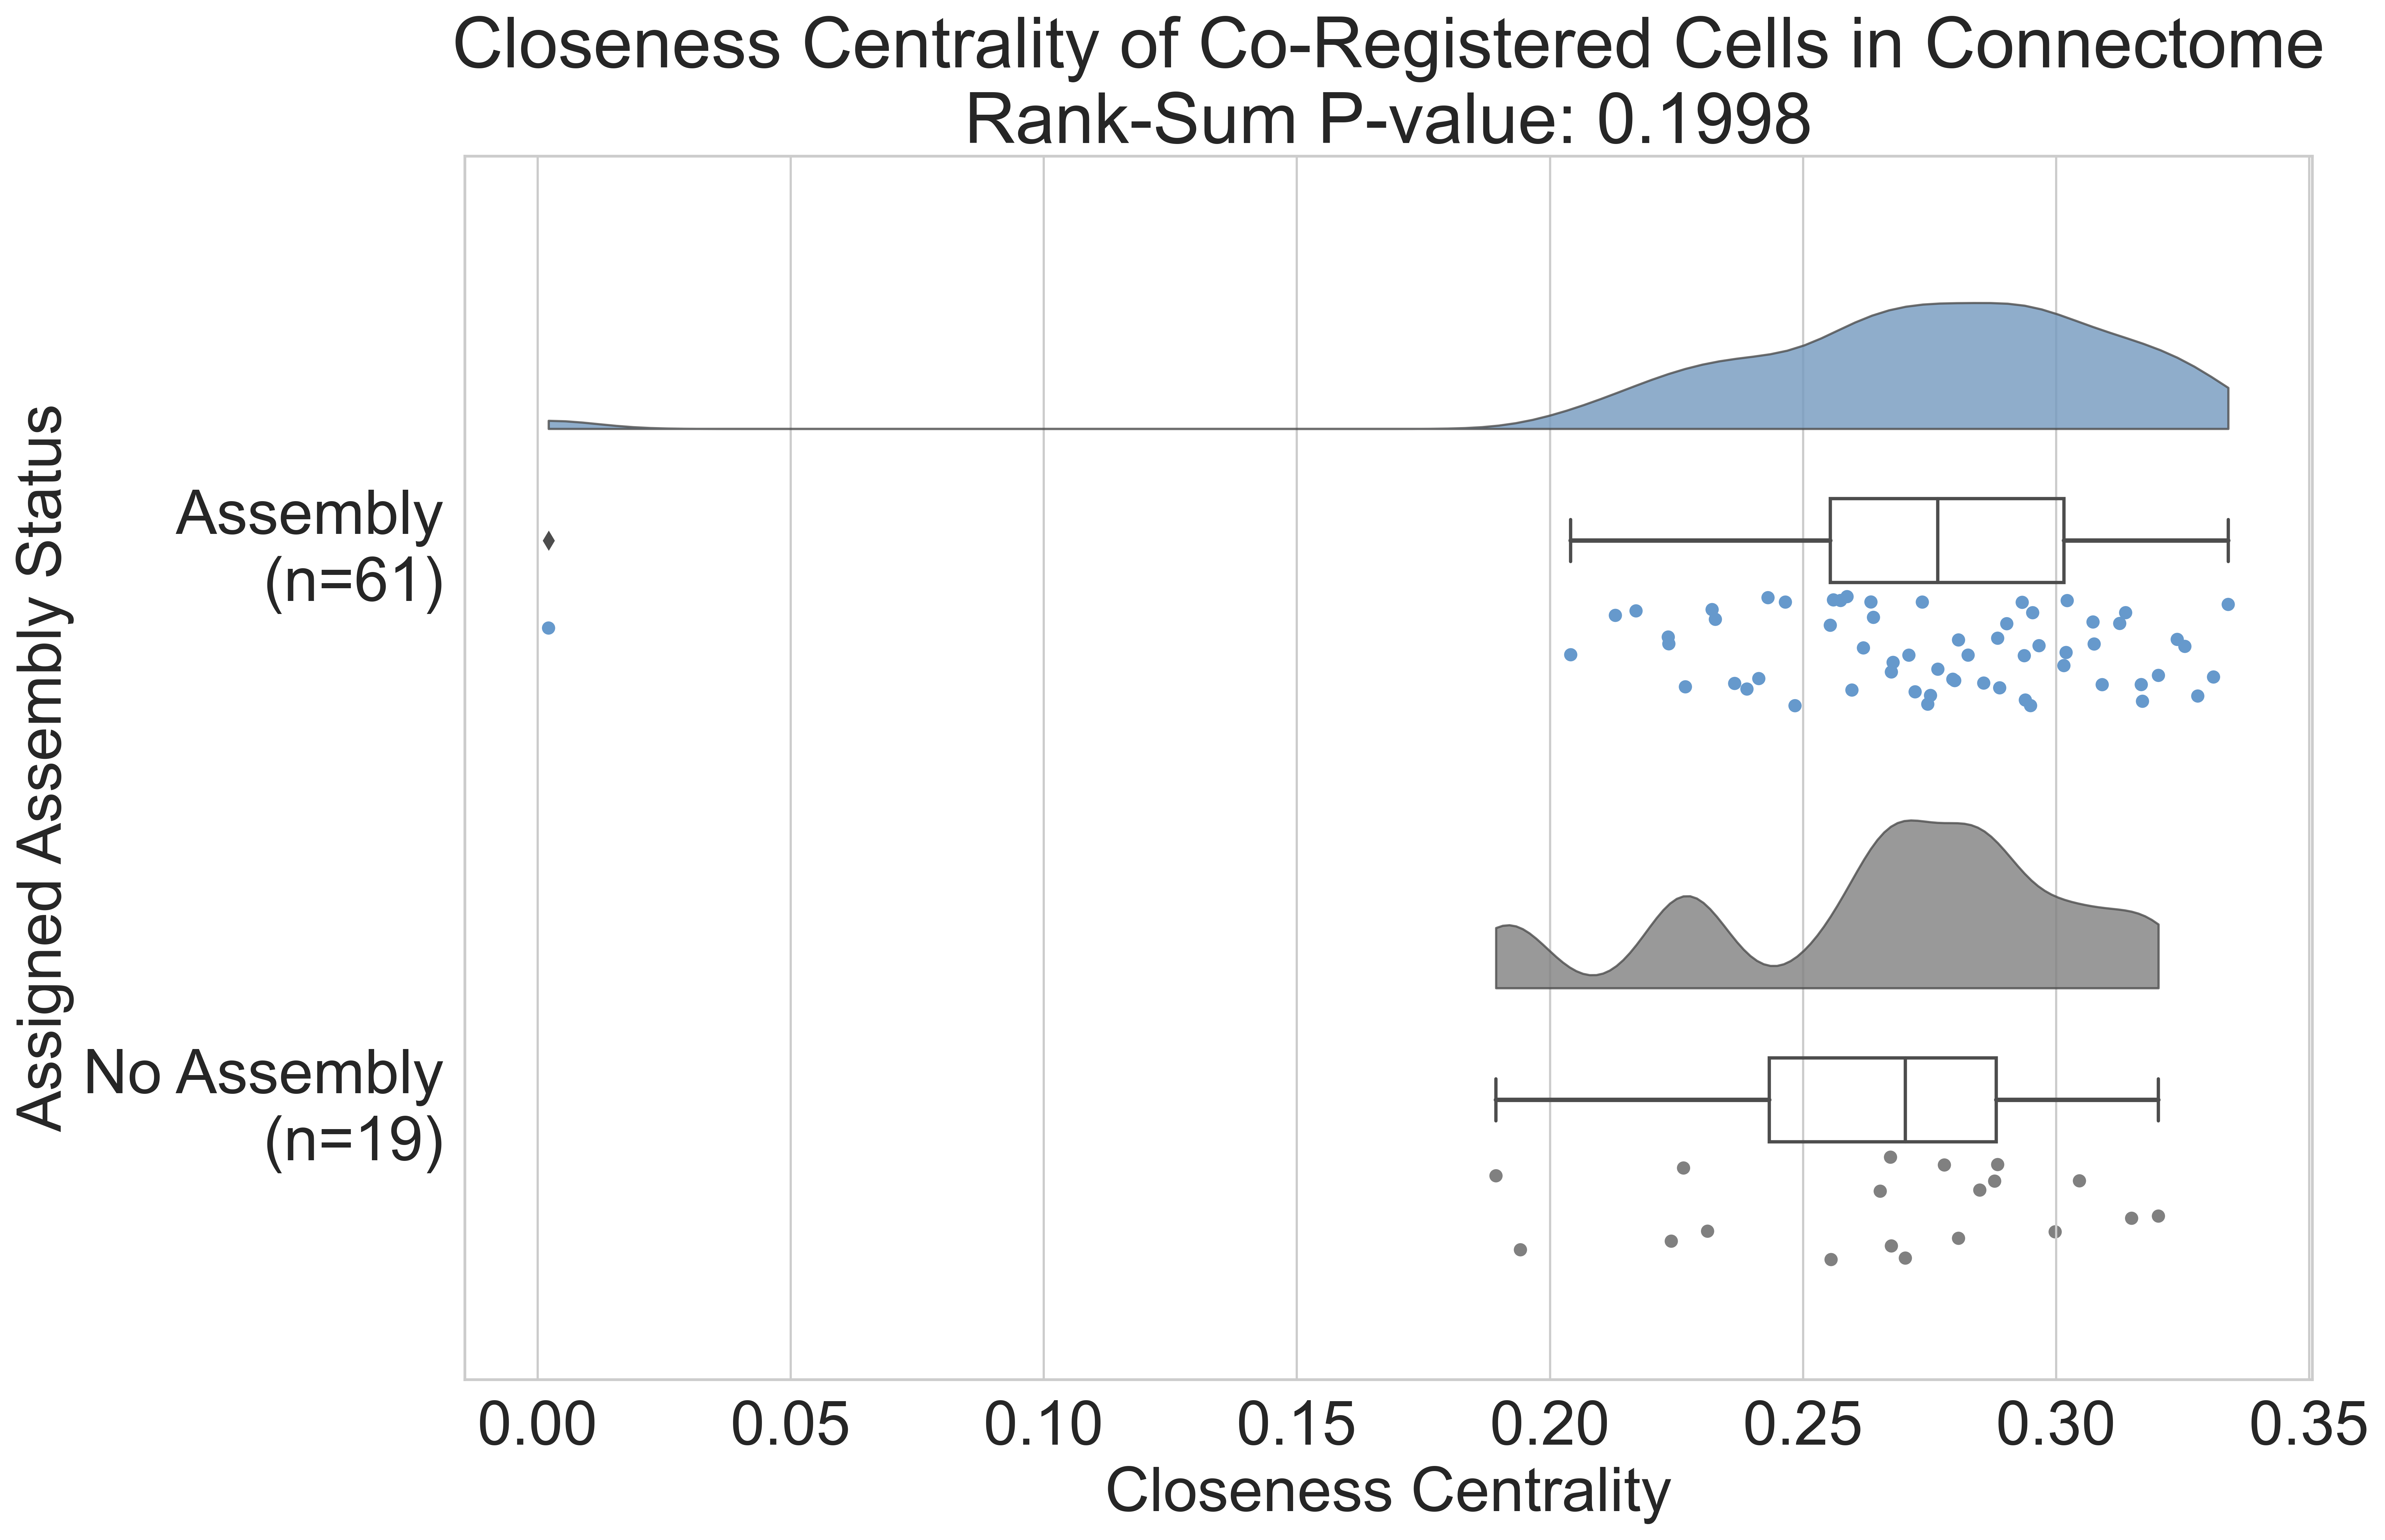 Closeness Centrality of Co-Registered Cells in Connectome
Rank-Sum P-value: 0.1998
Assigned Assembly Status
Assembly
(n=61)
No Assembly
(n=19)
0.00 0.05 0.10 0.15 0.20 0.25 0.30 0.35
Closeness Centrality